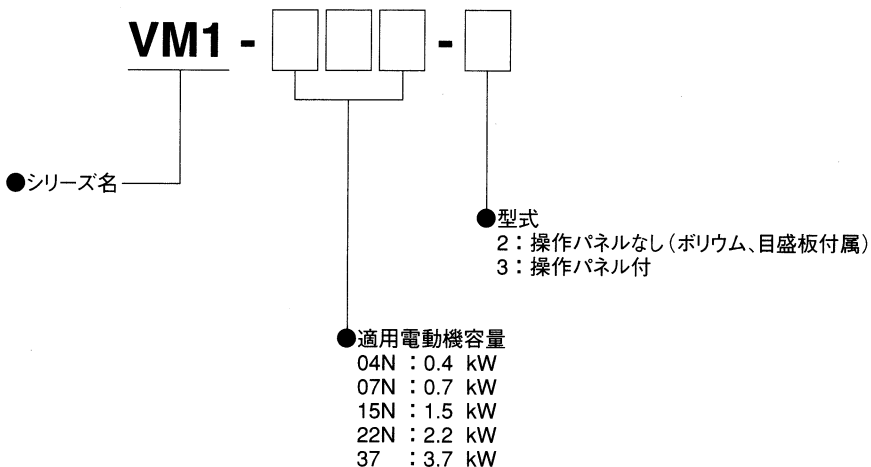 VM1 - □□□ - □
●シリーズ名
●型式
2：操作パネルなし（ボリウム、目盛板付属）
3：操作パネル付
●適用電動機容量
04N：0.4 kW
07N：0.7 kW
15N：1.5 kW
22N：2.2 kW
37：3.7 kW